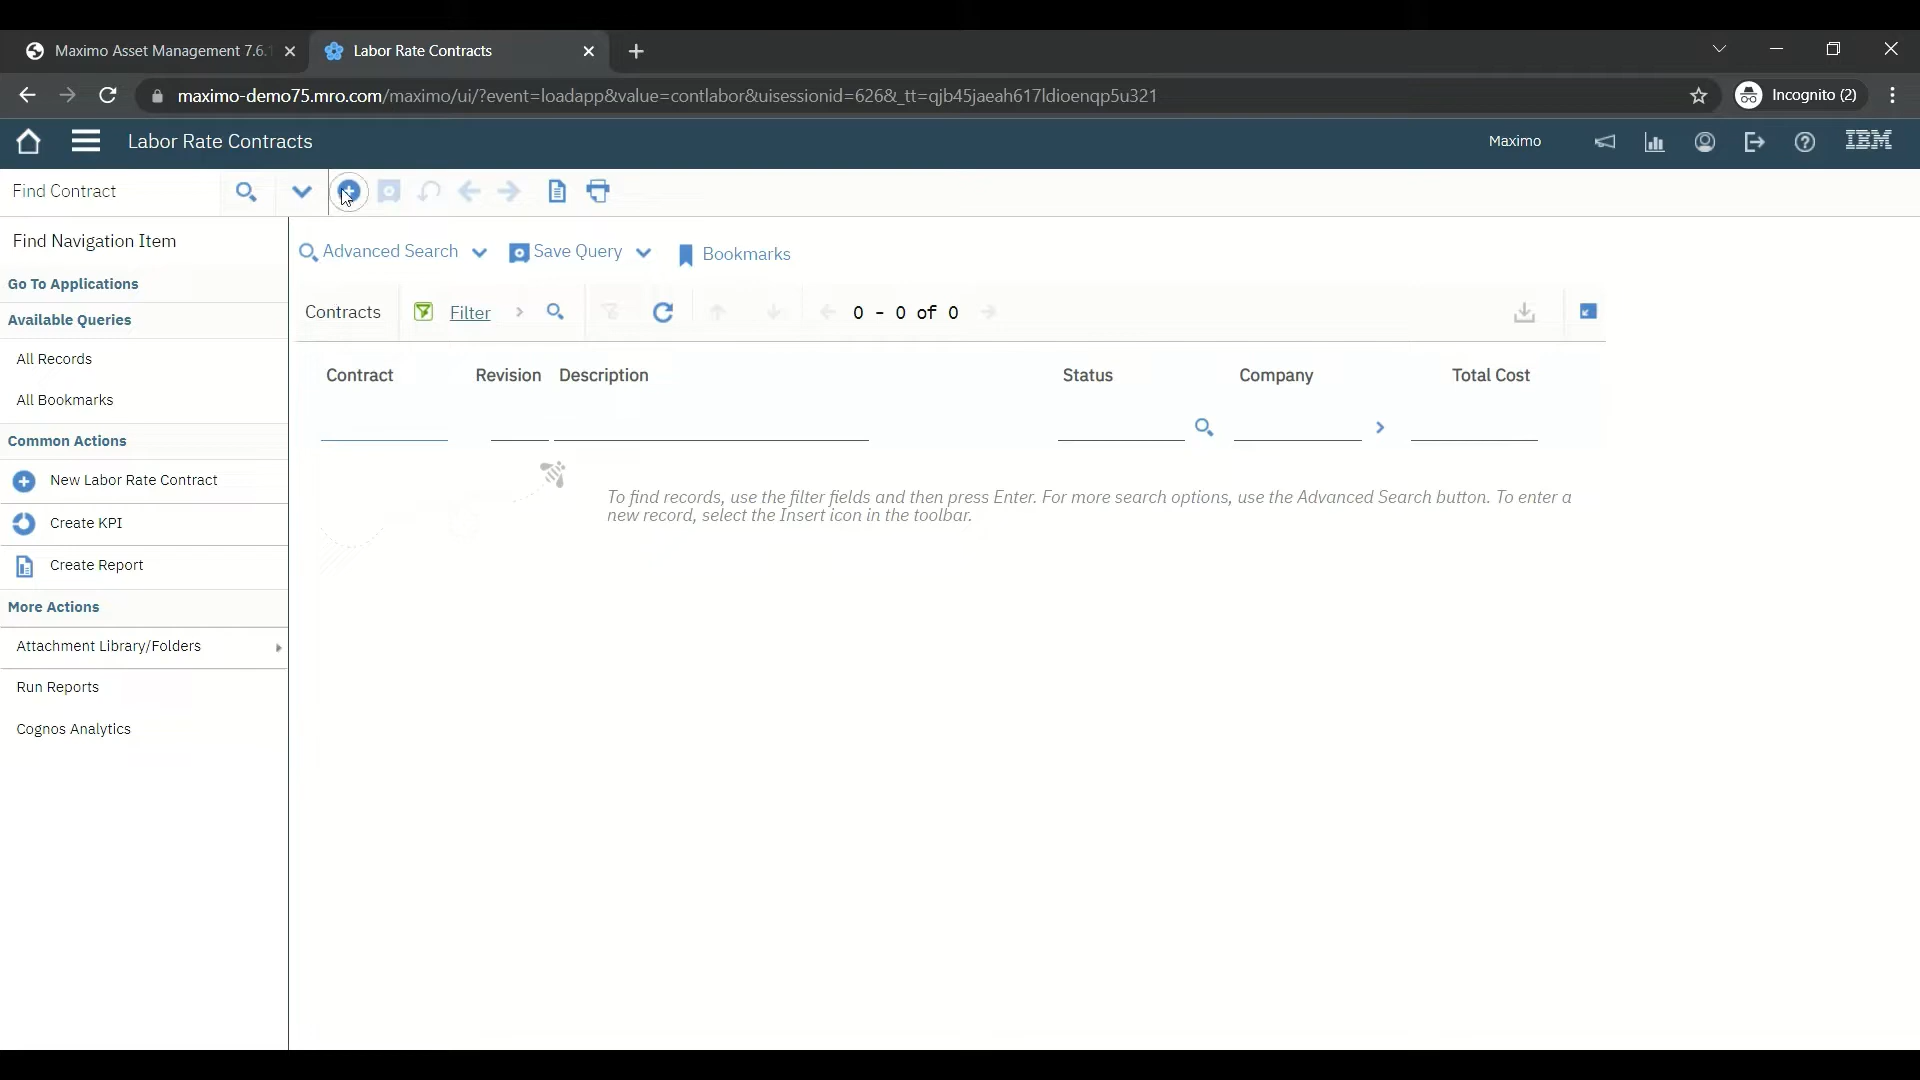 Maximo Asset Management 7.6.1
Labor Rate Contracts
maximo-demo75.mro.com/maximo/ui/?event=loadapp&value=contlabor&uisessionid=626&_tt=qjb45jaeah617ldioenqp5u321
Incognito (2)
Labor Rate Contracts
Maximo
IBM
Find Contract
Find Navigation Item
Go To Applications
Available Queries
All Records
All Bookmarks
Common Actions
New Labor Rate Contract
Create KPI
Create Report
More Actions
Attachment Library/Folders
Run Reports
Cognos Analytics
Advanced Search
Save Query
Bookmarks
Contracts
Filter
0 - 0 of 0
Contract
Revision
Description
Status
Company
Total Cost
To find records, use the filter fields and then press Enter. For more search options, use the Advanced Search button. To enter a
new record, select the Insert icon in the toolbar.